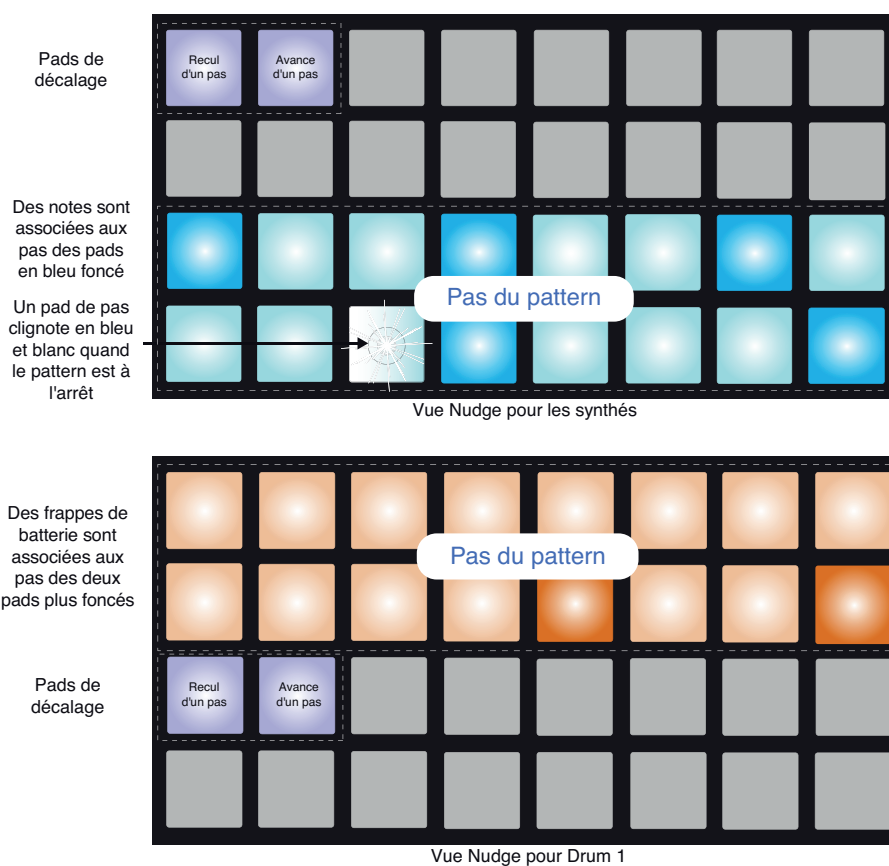 Pads de
décalage
Recul
d'un pas
Avance
d'un pas
Des notes sont
associées aux
pas des pads
en bleu foncé
Pas du pattern
Un pad de pas
clignote en bleu
et blanc quand
le pattern est à
l'arrêt
Vue Nudge pour les synthés
Des frappes de
batterie sont
associées aux
pas des deux
pads plus foncés
Pas du pattern
Pads de
décalage
Recul
d'un pas
Avance
d'un pas
Vue Nudge pour Drum 1